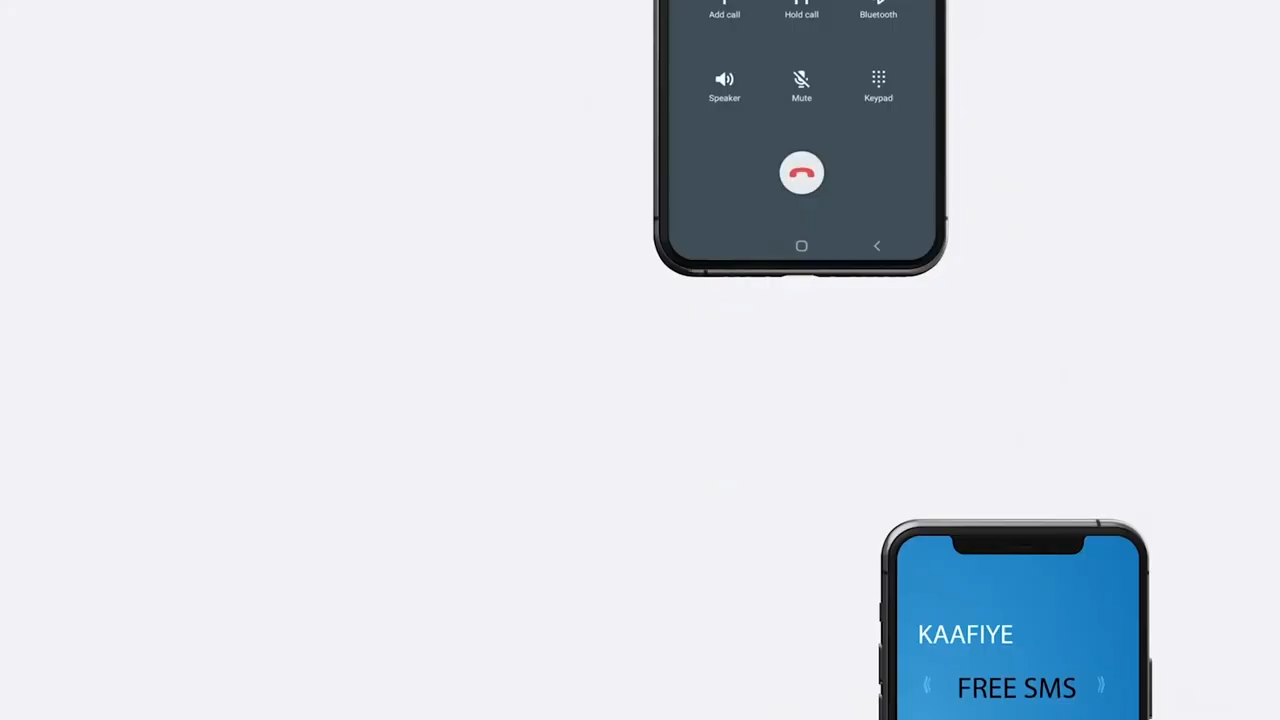 Add call Hold call Bluetooth
Speaker Mute Keypad
KAAFIYE
FREE SMS